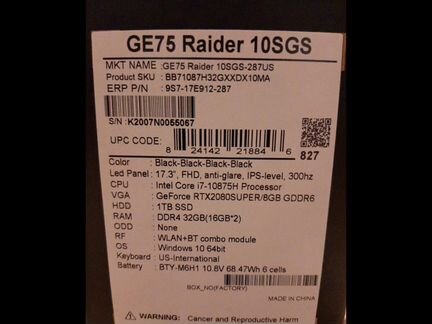 GE75 Raider 10SGS
MKT NAME :GE75 Raider 10SGS-287US
Product SKU : BB71087H32GXXDX10MA
ERP P/N : 9S7-17E912-287
S/N :K2007N0055067
UPC CODE: 8 24142 21884 6
827
Color : Black-Black-Black-Black
Led Panel : 17.3", FHD, anti-glare, IPS-level, 300hz
CPU : Intel Core i7-10875H Processor
VGA : GeForce RTX2080SUPER/8GB GDDR6
HDD : 1TB SSD
RAM : DDR4 32GB(16GB*2)
ODD : None
RF : WLAN+BT combo module
OS : Windows 10 64bit
Keyboard : US-International
Battery : BTY-M6H1 10.8V 68.47Wh 6 cells
BOX_NO(FACTORY)
MADE IN CHINA
WARNING: Cancer and Reproductive Harm